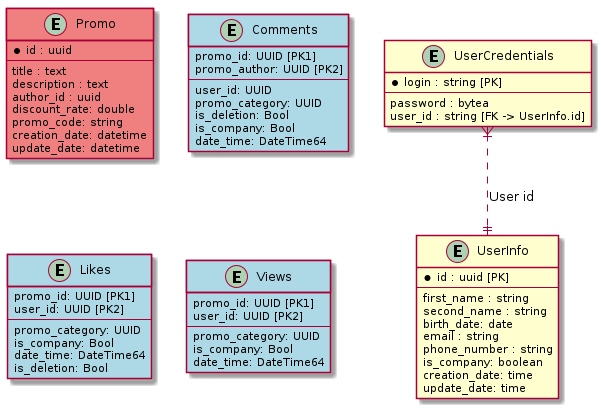 E Promo
id : uuid
title : text
description : text
author_id : uuid
discount_rate: double
promo_code: string
creation_date: datetime
update_date: datetime
E Comments
promo_id: UUID [PK1]
promo_author: UUID [PK2]
user_id: UUID
promo_category: UUID
is_deletion: Bool
is_company: Bool
date_time: DateTime64
E UserCredentials
login : string [PK]
password : bytea
user_id : string [FK -> UserInfo.id]
User id
E Likes
promo_id: UUID [PK1]
user_id: UUID [PK2]
promo_category: UUID
is_company: Bool
date_time: DateTime64
is_deletion: Bool
E Views
promo_id: UUID [PK1]
user_id: UUID [PK2]
promo_category: UUID
is_company: Bool
date_time: DateTime64
E UserInfo
id : uuid [PK]
first_name : string
second_name : string
birth_date: date
email : string
phone_number : string
is_company: boolean
creation_date: time
update_date: time